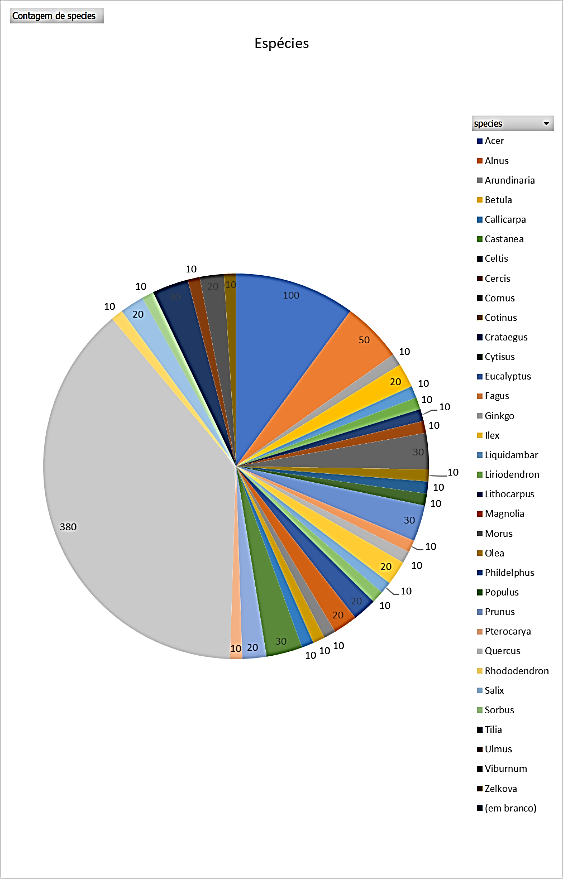 Contagem de species
Espécies
species
Acer
Alnus
Arundinaria
Betula
Callicarpa
Castanea
Celtis
Cercis
Cornus
Cotinus
Crataegus
Cytisus
Eucalyptus
Fagus
Ginkgo
Ilex
Liquidambar
Liriodendron
Lithocarpus
Magnolia
Morus
Olea
Phildelphus
Populus
Prunus
Pterocarya
Quercus
Rhododendron
Salix
Sorbus
Tilia
Ulmus
Viburnum
Zelkova
(em branco)
100
50
10
20
10
10
10
10
30
10
10
10
30
10
10
20
10
10
20
20
10
10
10
30
20
10
380
10
20
10
10
20
10